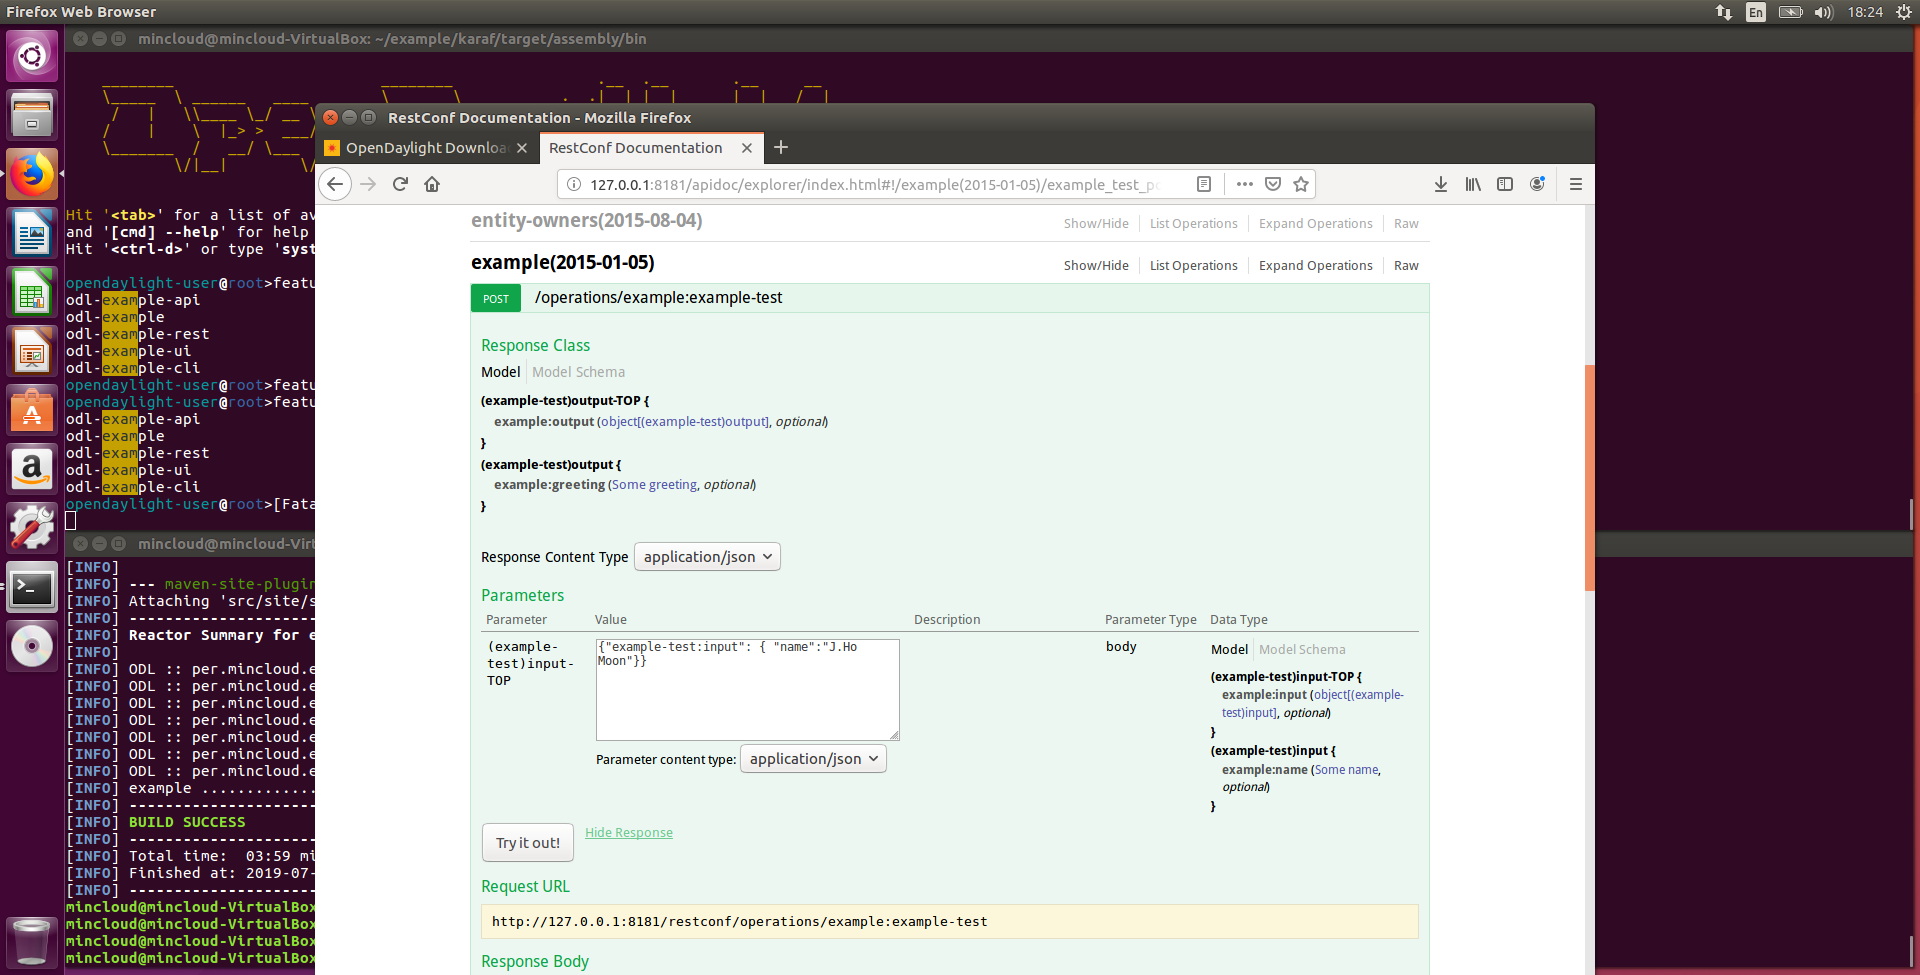 Firefox Web Browser
En
18:24
mincloud@mincloud-VirtualBox: ~/example/karaf/target/assembly/bin
Hit '<tab>' for a list of av
and '[cmd] --help' for help
Hit '<ctrl-d>' or type 'syst
opendaylight-user@root>featu
odl-example-api
odl-example
odl-example-rest
odl-example-ui
odl-example-cli
opendaylight-user@root>featu
opendaylight-user@root>featu
odl-example-api
odl-example
odl-example-rest
odl-example-ui
odl-example-cli
opendaylight-user@root>[Fata
mincloud@mincloud-Virt
[INFO]
[INFO] --- maven-site-plugin
[INFO] Attaching 'src/site/s
[INFO] ----------------------
[INFO] Reactor Summary for e
[INFO]
[INFO] ODL :: per.mincloud.e
[INFO] ODL :: per.mincloud.e
[INFO] ODL :: per.mincloud.e
[INFO] ODL :: per.mincloud.e
[INFO] ODL :: per.mincloud.e
[INFO] ODL :: per.mincloud.e
[INFO] ODL :: per.mincloud.e
[INFO] example .............
[INFO] ----------------------
[INFO] BUILD SUCCESS
[INFO] ----------------------
[INFO] Total time:  03:59 mi
[INFO] Finished at: 2019-07-
[INFO] ----------------------
mincloud@mincloud-VirtualBox
mincloud@mincloud-VirtualBox
mincloud@mincloud-VirtualBox
mincloud@mincloud-VirtualBox
RestConf Documentation - Mozilla Firefox
OpenDaylight Downloa
RestConf Documentation
127.0.0.1:8181/apidoc/explorer/index.html#!/example(2015-01-05)/example_test_po
entity-owners(2015-08-04)
Show/Hide List Operations Expand Operations Raw
example(2015-01-05)
Show/Hide List Operations Expand Operations Raw
POST /operations/example:example-test
Response Class
Model Model Schema
(example-test)output-TOP {
example:output (object[(example-test)output], optional)
}
(example-test)output {
example:greeting (Some greeting, optional)
}
Response Content Type application/json
Parameters
Parameter Value Description Parameter Type Data Type
(example-
test)input-
TOP
{"example-test:input": { "name":"J.Ho
Moon"}}
Parameter content type: application/json
body
Model Model Schema
(example-test)input-TOP {
example:input (object[(example-
test)input], optional)
}
(example-test)input {
example:name (Some name,
optional)
}
Try it out! Hide Response
Request URL
http://127.0.0.1:8181/restconf/operations/example:example-test
Response Body